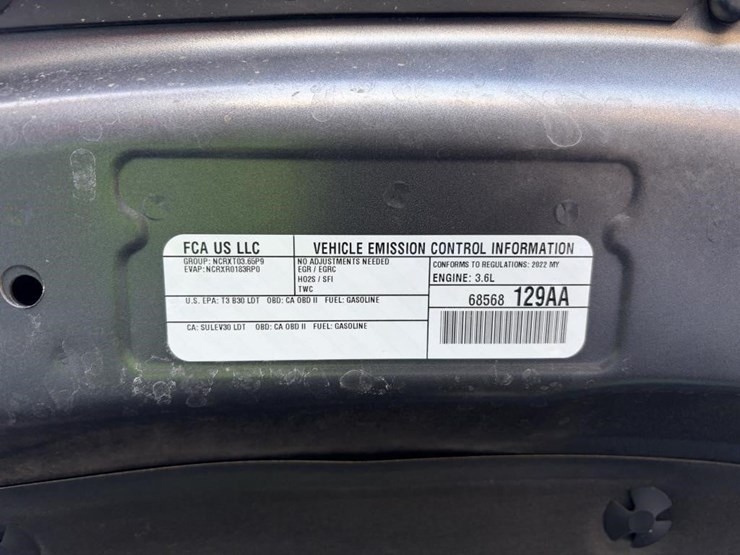 FCA US LLC
GROUP: NCRXT03.65P9
EVAP: NCRXR0183RP0
VEHICLE EMISSION CONTROL INFORMATION
NO ADJUSTMENTS NEEDED
EGR / EGRC
HO2S / SFI
TWC
CONFORMS TO REGULATIONS: 2022 MY
ENGINE: 3.6L
U.S. EPA: T3 B30 LDT OBD: CA OBD II FUEL: GASOLINE
68568 129AA
CA: SULEV30 LDT OBD: CA OBD II FUEL: GASOLINE